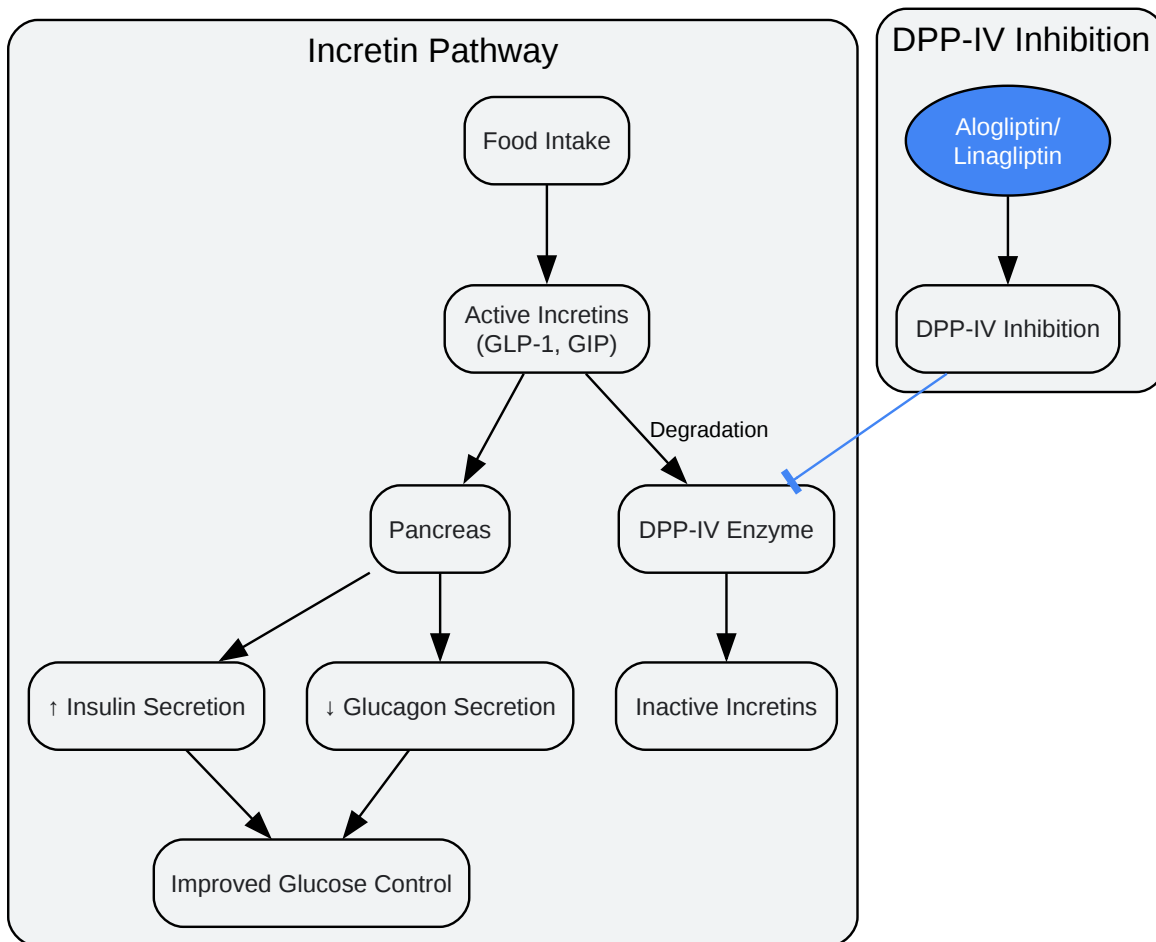 Incretin Pathway
DPP-IV Inhibition
Food Intake
Alogliptin/
Linagliptin
Active Incretins
(GLP-1, GIP)
DPP-IV Inhibition
Degradation
Pancreas
DPP-IV Enzyme
↑ Insulin Secretion
↓ Glucagon Secretion
Inactive Incretins
Improved Glucose Control